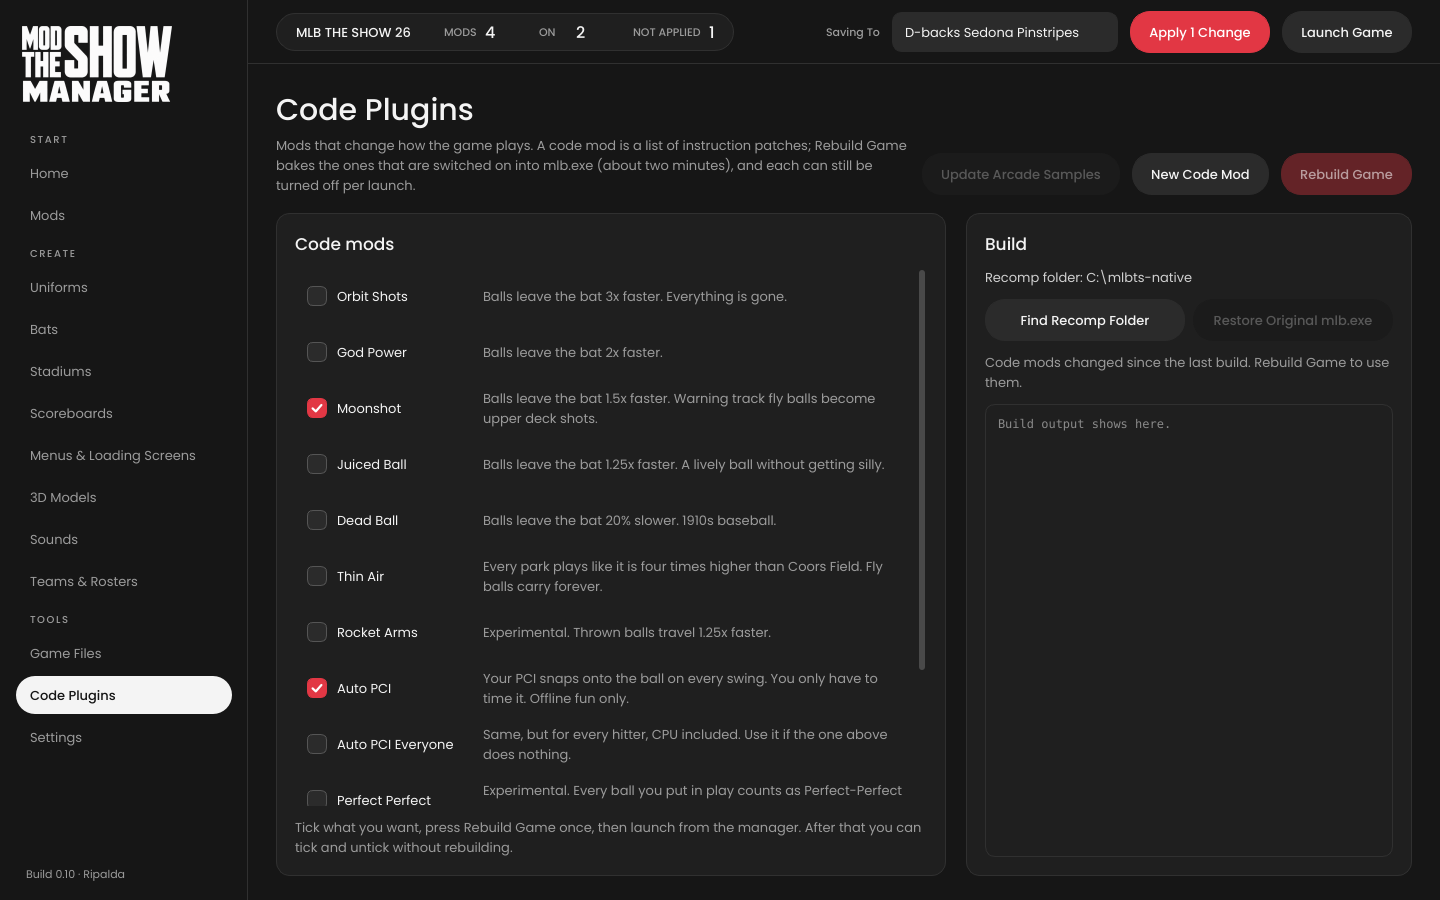 MOD THE SHOW MANAGER
MLB THE SHOW 26
MODS 4
ON 2
NOT APPLIED 1
Saving To
D-backs Sedona Pinstripes
Apply 1 Change
Launch Game
START
Home
Mods
CREATE
Uniforms
Bats
Stadiums
Scoreboards
Menus & Loading Screens
3D Models
Sounds
Teams & Rosters
TOOLS
Game Files
Code Plugins
Settings
Build 0.10 · Ripalda
Code Plugins
Mods that change how the game plays. A code mod is a list of instruction patches; Rebuild Game
bakes the ones that are switched on into mlb.exe (about two minutes), and each can still be
turned off per launch.
Update Arcade Samples
New Code Mod
Rebuild Game
Code mods
Orbit Shots
Balls leave the bat 3x faster. Everything is gone.
God Power
Balls leave the bat 2x faster.
Moonshot
Balls leave the bat 1.5x faster. Warning track fly balls become
upper deck shots.
Juiced Ball
Balls leave the bat 1.25x faster. A lively ball without getting silly.
Dead Ball
Balls leave the bat 20% slower. 1910s baseball.
Thin Air
Every park plays like it is four times higher than Coors Field. Fly
balls carry forever.
Rocket Arms
Experimental. Thrown balls travel 1.25x faster.
Auto PCI
Your PCI snaps onto the ball on every swing. You only have to
time it. Offline fun only.
Auto PCI Everyone
Same, but for every hitter, CPU included. Use it if the one above
does nothing.
Perfect Perfect
Experimental. Every ball you put in play counts as Perfect-Perfect
Tick what you want, press Rebuild Game once, then launch from the manager. After that you can
tick and untick without rebuilding.
Build
Recomp folder: C:\mlbts-native
Find Recomp Folder
Restore Original mlb.exe
Code mods changed since the last build. Rebuild Game to use
them.
Build output shows here.